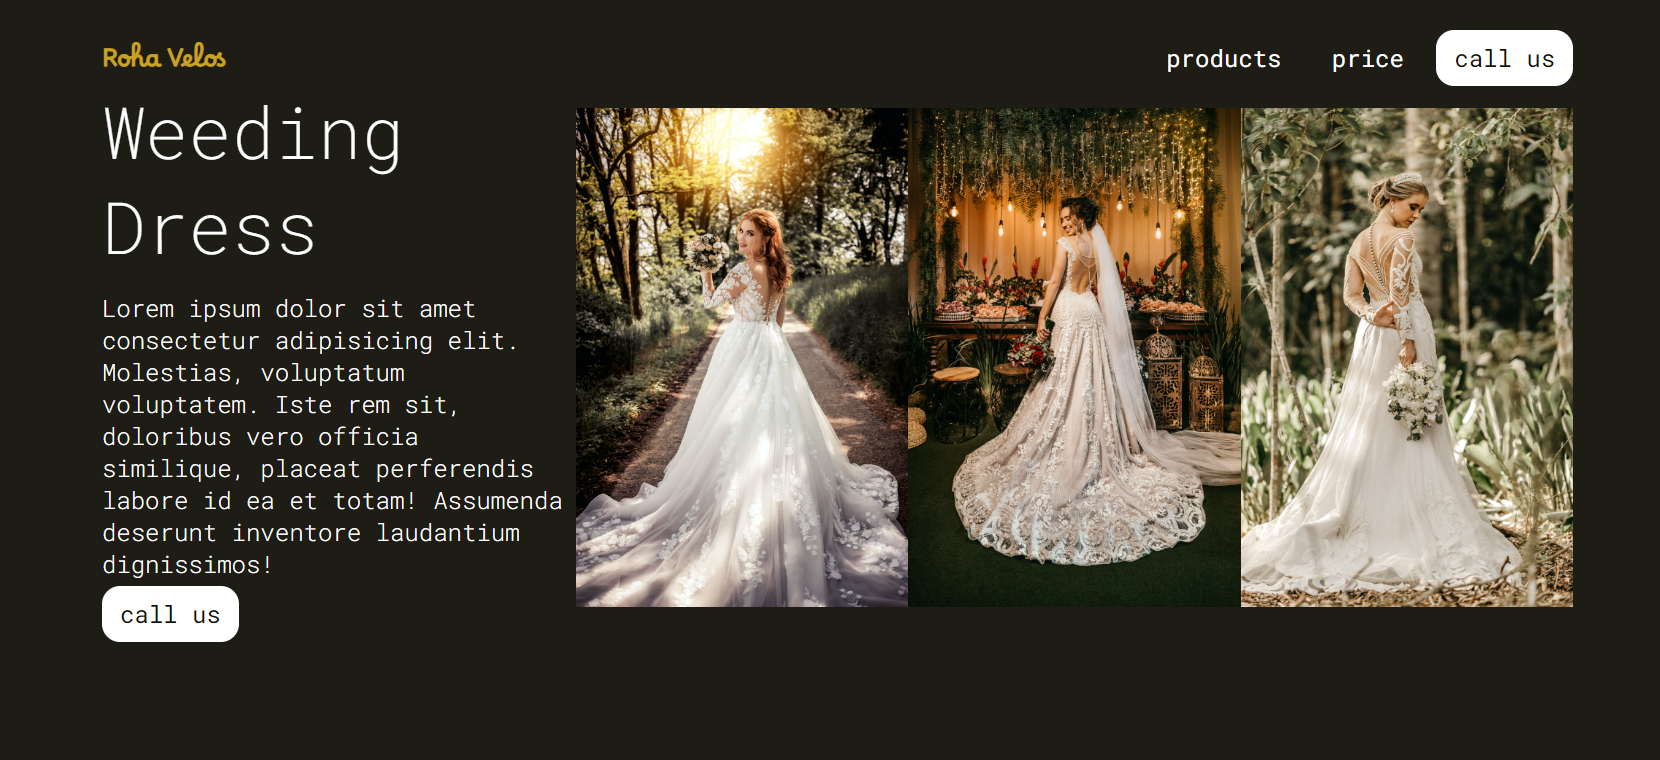 Roha Velos
products price call us
Weeding
Dress
Lorem ipsum dolor sit amet
consectetur adipisicing elit.
Molestias, voluptatum
voluptatem. Iste rem sit,
doloribus vero officia
similique, placeat perferendis
labore id ea et totam! Assumenda
deserunt inventore laudantium
dignissimos!
call us